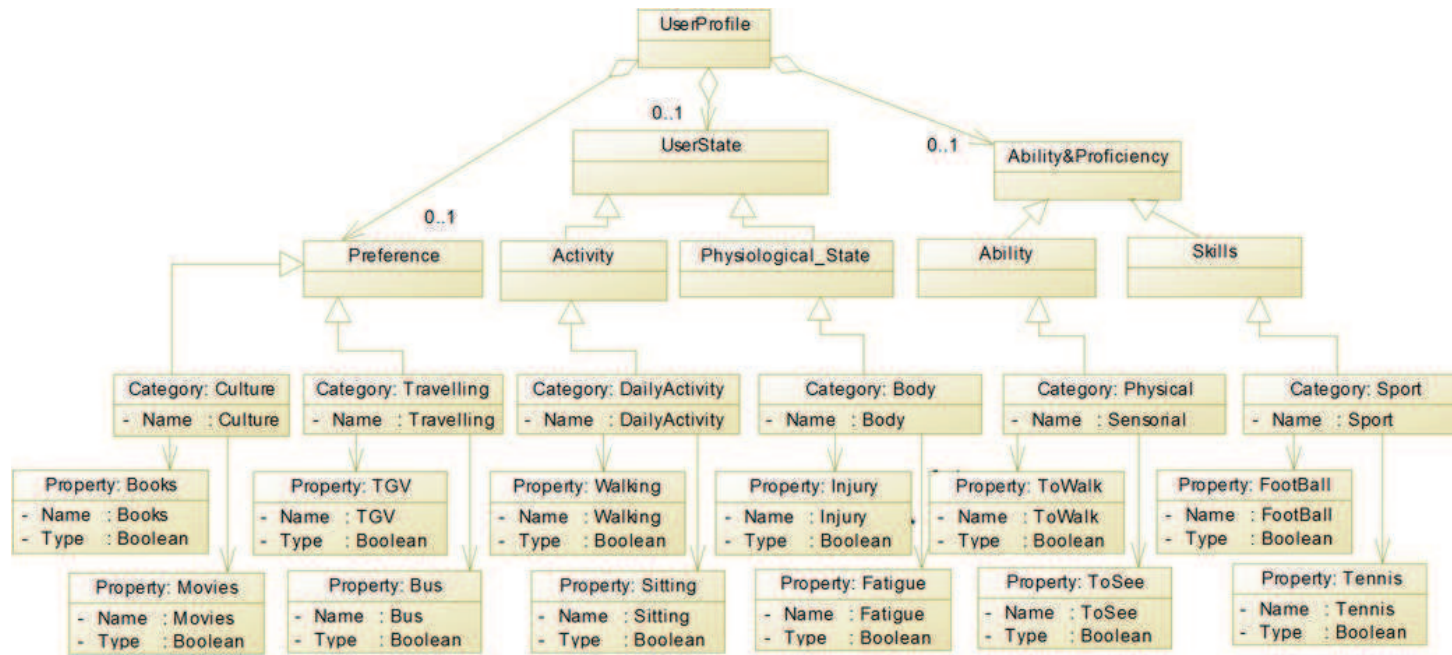 UserProfile
0..1
UserState
0..1
Ability&Proficiency
0..1
Preference
Activity
Physiological_State
Ability
Skills
Category: Culture
- Name : Culture
Category: Travelling
- Name : Travelling
Category: DailyActivity
- Name : DailyActivity
Category: Body
- Name : Body
Category: Physical
- Name : Sensorial
Category: Sport
- Name : Sport
Property: Books
- Name : Books
- Type : Boolean
Property: TGV
- Name : TGV
- Type : Boolean
Property: Walking
- Name : Walking
- Type : Boolean
Property: Injury
- Name : Injury
- Type : Boolean
Property: ToWalk
- Name : ToWalk
- Type : Boolean
Property: FootBall
- Name : FootBall
- Type : Boolean
Property: Movies
- Name : Movies
- Type : Boolean
Property: Bus
- Name : Bus
- Type : Boolean
Property: Sitting
- Name : Sitting
- Type : Boolean
Property: Fatigue
- Name : Fatigue
- Type : Boolean
Property: ToSee
- Name : ToSee
- Type : Boolean
Property: Tennis
- Name : Tennis
- Type : Boolean